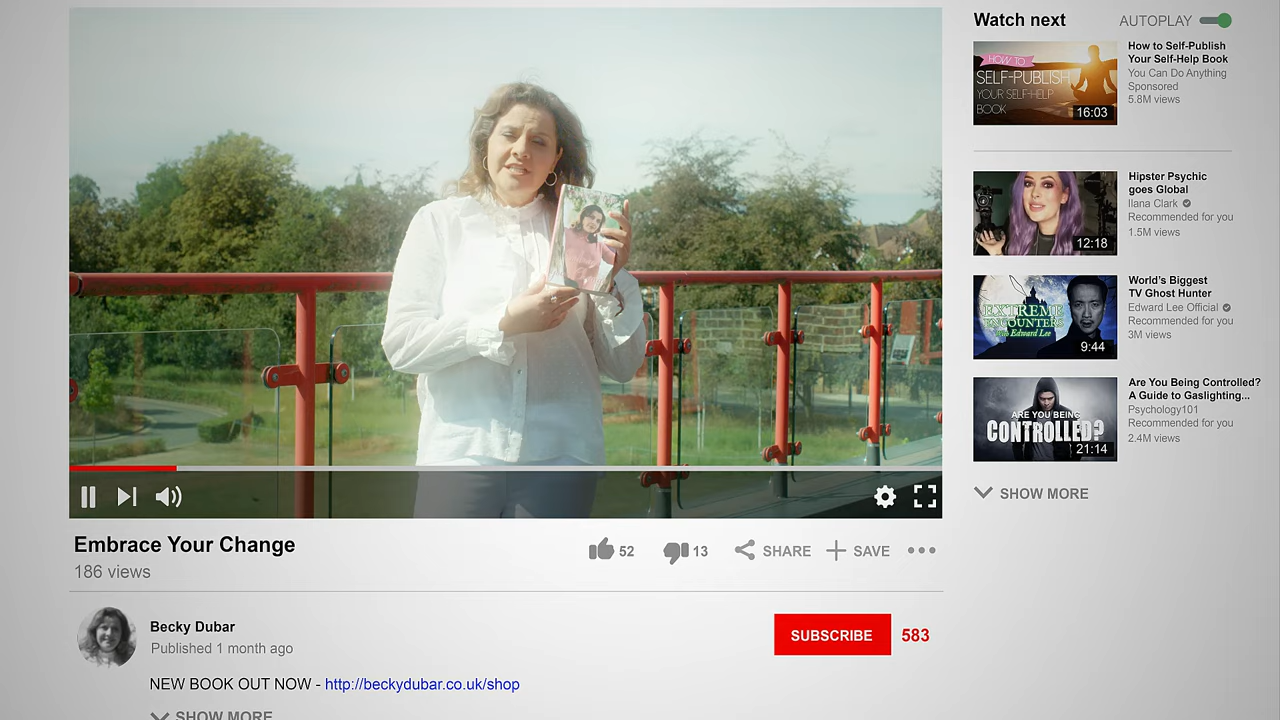 Embrace Your Change
186 views
52
13
SHARE
SAVE
Becky Dubar
Published 1 month ago
SUBSCRIBE
583
NEW BOOK OUT NOW - http://beckydubar.co.uk/shop
SHOW MORE
Watch next
AUTOPLAY
HOW TO
SELF-PUBLISH
YOUR SELF-HELP
BOOK
16:03
How to Self-Publish
Your Self-Help Book
You Can Do Anything
Sponsored
5.8M views
12:18
Hipster Psychic
goes Global
Ilana Clark
Recommended for you
1.5M views
EXTREME
ENCOUNTERS
with Edward Lee
9:44
World's Biggest
TV Ghost Hunter
Edward Lee Official
Recommended for you
3M views
ARE YOU BEING
CONTROLLED?
21:14
Are You Being Controlled?
A Guide to Gaslighting...
Psychology101
Recommended for you
2.4M views
SHOW MORE